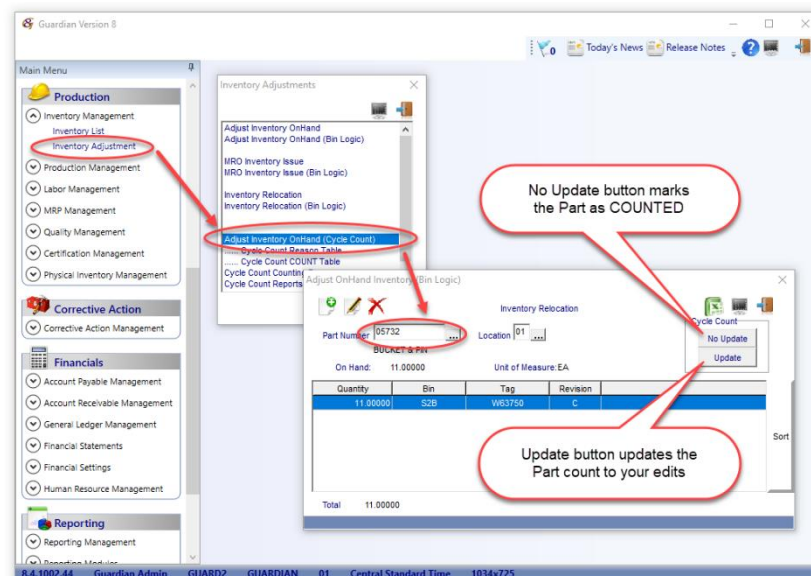 Guardian Version 8
0 Today's News Release Notes
Main Menu
Production
Inventory Management
Inventory List
Inventory Adjustment
Production Management
Labor Management
MRP Management
Quality Management
Certification Management
Physical Inventory Management
Corrective Action
Corrective Action Management
Financials
Account Payable Management
Account Receivable Management
General Ledger Management
Financial Statements
Financial Settings
Human Resource Management
Reporting
Reporting Management
Reporting Modules
Inventory Adjustments
Adjust Inventory OnHand
Adjust Inventory OnHand (Bin Logic)
MRO Inventory Issue
MRO Inventory Issue (Bin Logic)
Inventory Relocation
Inventory Relocation (Bin Logic)
Adjust Inventory OnHand (Cycle Count)
...... Cycle Count Reason Table
...... Cycle Count COUNT Table
Cycle Count Counting
Cycle Count Reports
No Update button marks
the Part as COUNTED
Adjust OnHand Inventory (Bin Logic)
Inventory Relocation
Cycle Count
Part Number 05732 ... Location 01 ...
No Update
BUCKET & PIN
Update
On Hand: 11.00000 Unit of Measure: EA
Quantity Bin Tag Revision
11.00000 S2B W63750 C
Sort
Update button updates the
Part count to your edits
Total 11.00000
8.4.1002.44 Guardian Admin GUARD2 GUARDIAN 01 Central Standard Time 1034x725